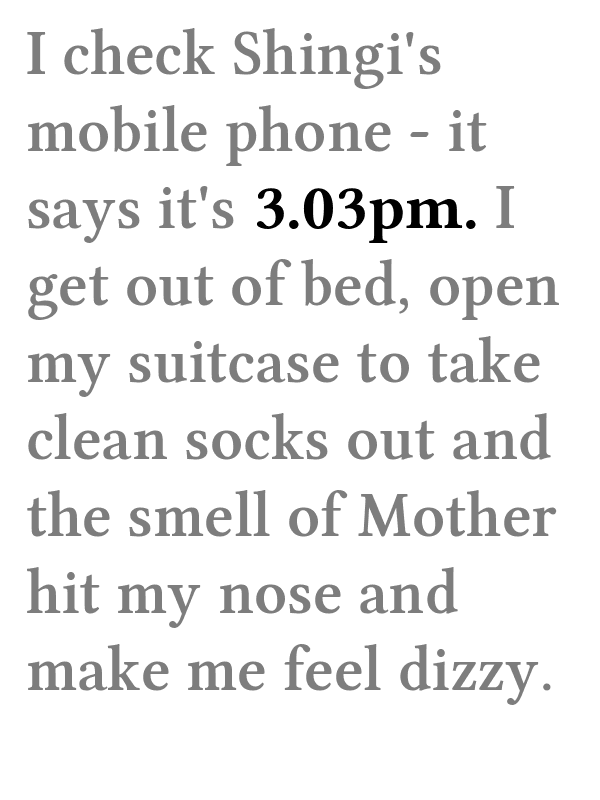 I check Shingi's
mobile phone - it
says it's 3.03pm. I
get out of bed, open
my suitcase to take
clean socks out and
the smell of Mother
hit my nose and
make me feel dizzy.